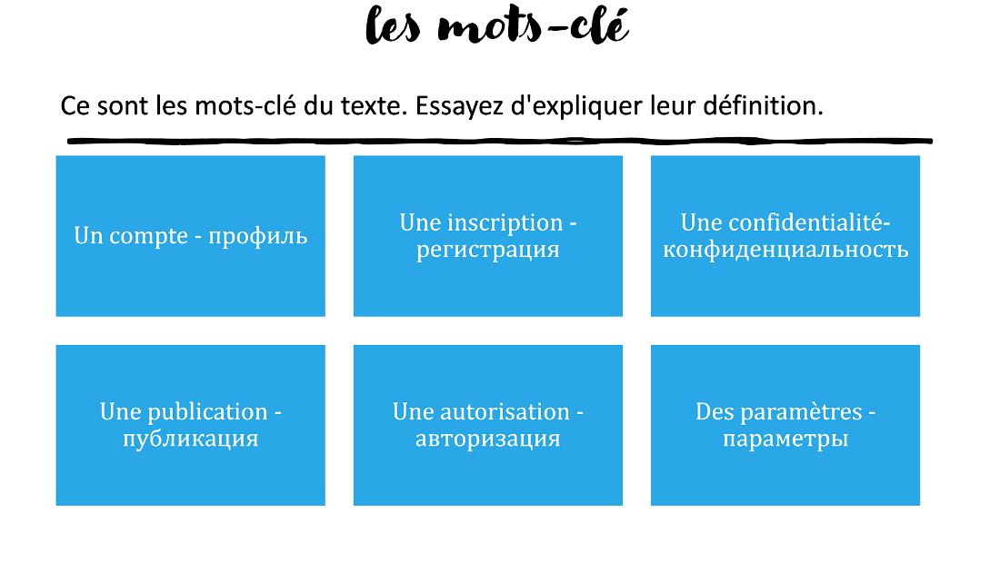 les mots-clé
Ce sont les mots-clé du texte. Essayez d'expliquer leur définition.
Un compte - профиль
Une inscription -
регистрация
Une confidentialité-
конфиденциальность
Une publication -
публикация
Une autorisation -
авторизация
Des paramètres -
параметры